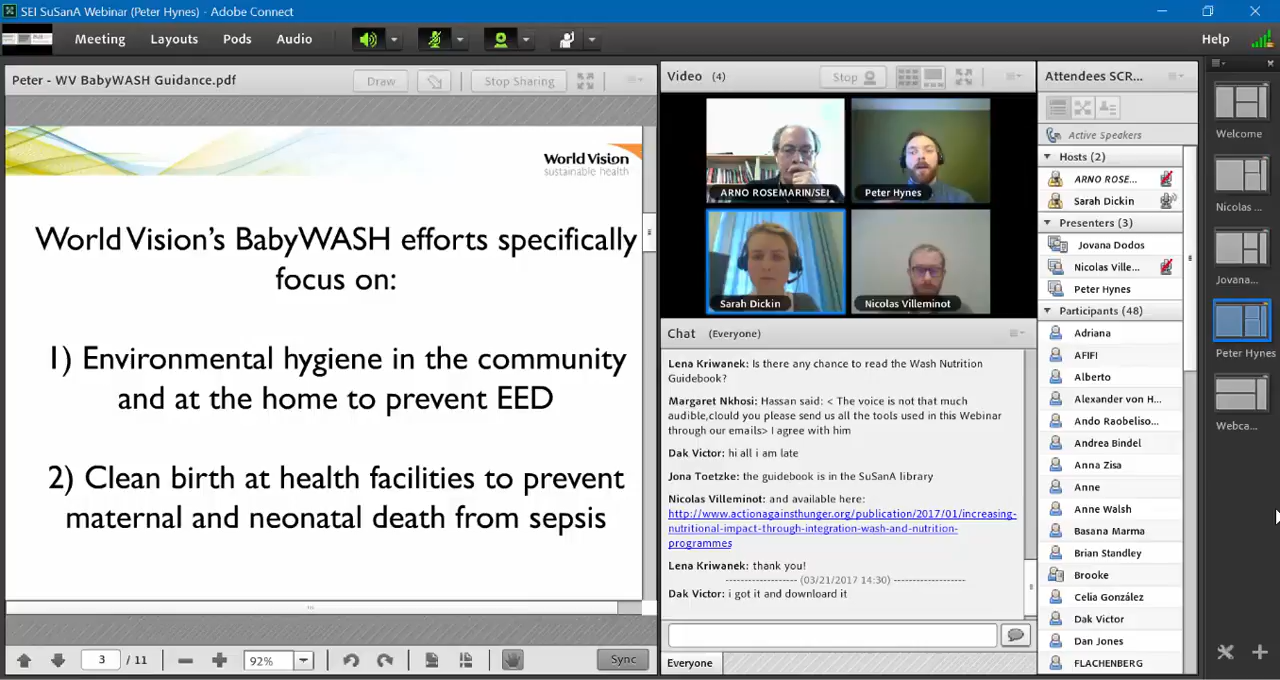 SEI SuSanA Webinar (Peter Hynes) - Adobe Connect
Meeting
Layouts
Pods
Audio
Help
Peter - WV BabyWASH Guidance.pdf
Draw
Stop Sharing
World Vision
sustainable health
World Vision's BabyWASH efforts specifically
focus on:
1) Environmental hygiene in the community
and at the home to prevent EED
2) Clean birth at health facilities to prevent
maternal and neonatal death from sepsis
3
/ 11
92%
Sync
Video (4)
Stop
ARNO ROSEMARIN/SEI
Peter Hynes
Sarah Dickin
Nicolas Villeminot
Chat (Everyone)
Lena Kriwanek: Is there any chance to read the Wash Nutrition
Guidebook?
Margaret Nkhosi: Hassan said: < The voice is not that much
audible,clould you please send us all the tools used in this Webinar
through our emails> I agree with him
Dak Victor: hi all i am late
Jona Toetzke: the guidebook is in the SuSanA library
Nicolas Villeminot: and available here:
http://www.actionagainsthunger.org/publication/2017/01/increasing-
nutritional-impact-through-integration-wash-and-nutrition-
programmes
Lena Kriwanek: thank you!
------------------ (03/21/2017 14:30) ------------------
Dak Victor: i got it and downloard it
Everyone
Attendees SCR...
Active Speakers
Hosts (2)
ARNO ROSE...
Sarah Dickin
Presenters (3)
Jovana Dodos
Nicolas Ville...
Peter Hynes
Participants (48)
Adriana
AFIFI
Alberto
Alexander von H...
Ando Raobeliso...
Andrea Bindel
Anna Zisa
Anne
Anne Walsh
Basana Marma
Brian Standley
Brooke
Celia González
Dak Victor
Dan Jones
FLACHENBERG
Welcome
Nicolas ...
Jovana...
Peter Hynes
Webca...